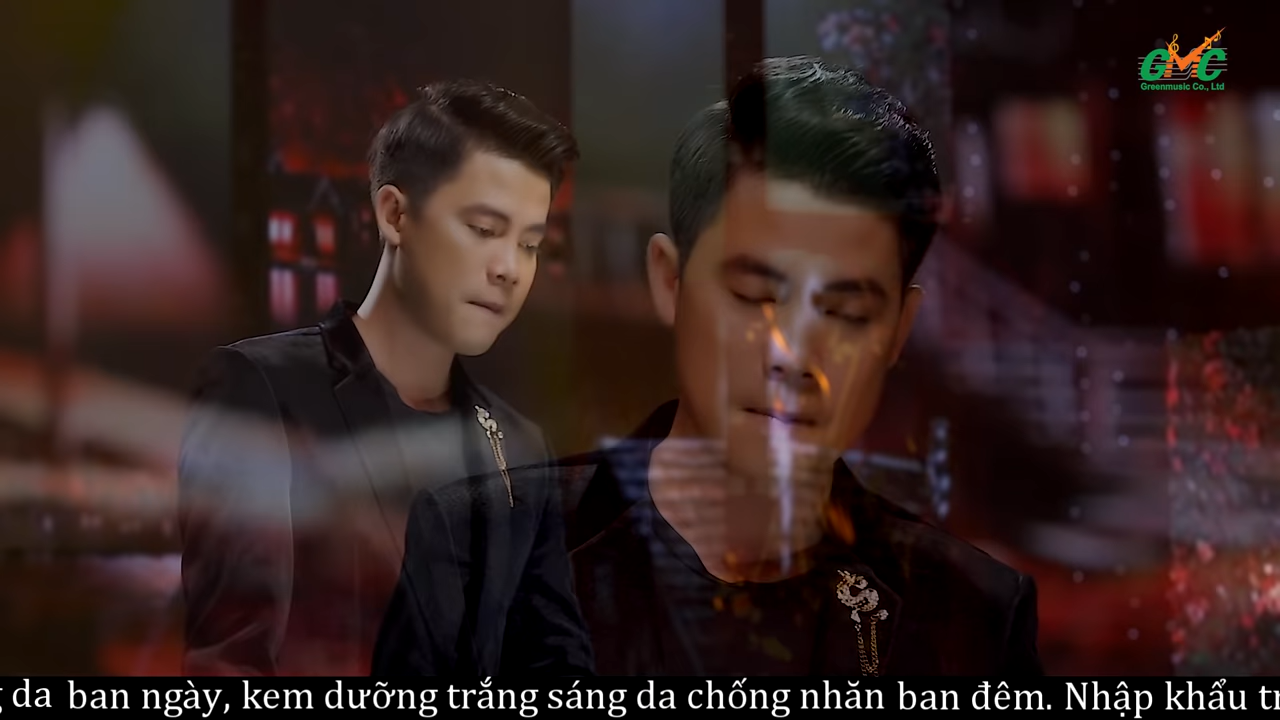 GMC
Greenmusic Co., Ltd
da ban ngày, kem dưỡng trắng sáng da chống nhăn ban đêm. Nhập khẩu